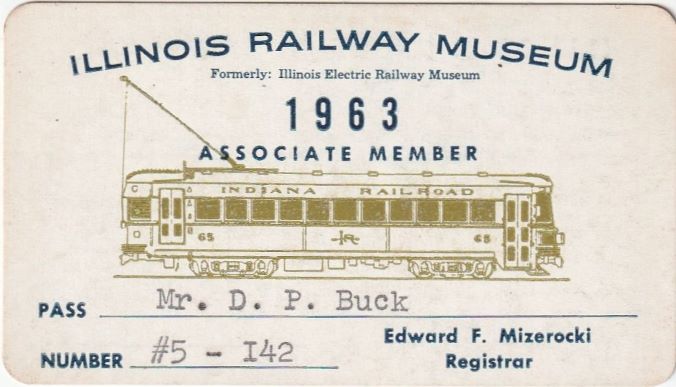 ILLINOIS RAILWAY MUSEUM
Formerly: Illinois Electric Railway Museum
1963
ASSOCIATE MEMBER
INDIANA RAILROAD
65 IR 65
PASS Mr. D. P. Buck
Edward F. Mizerocki
NUMBER #5 - I42 Registrar